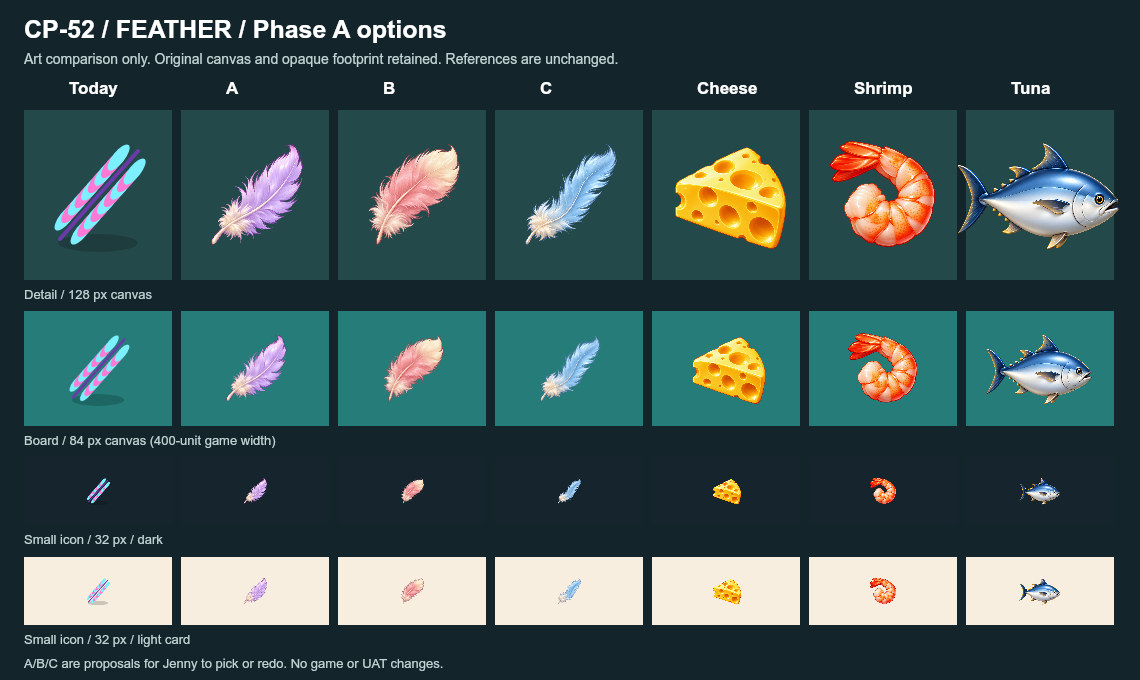 CP-52 / FEATHER / Phase A options
Art comparison only. Original canvas and opaque footprint retained. References are unchanged.
Today A B C Cheese Shrimp Tuna
Detail / 128 px canvas
Board / 84 px canvas (400-unit game width)
Small icon / 32 px / dark
Small icon / 32 px / light card
A/B/C are proposals for Jenny to pick or redo. No game or UAT changes.